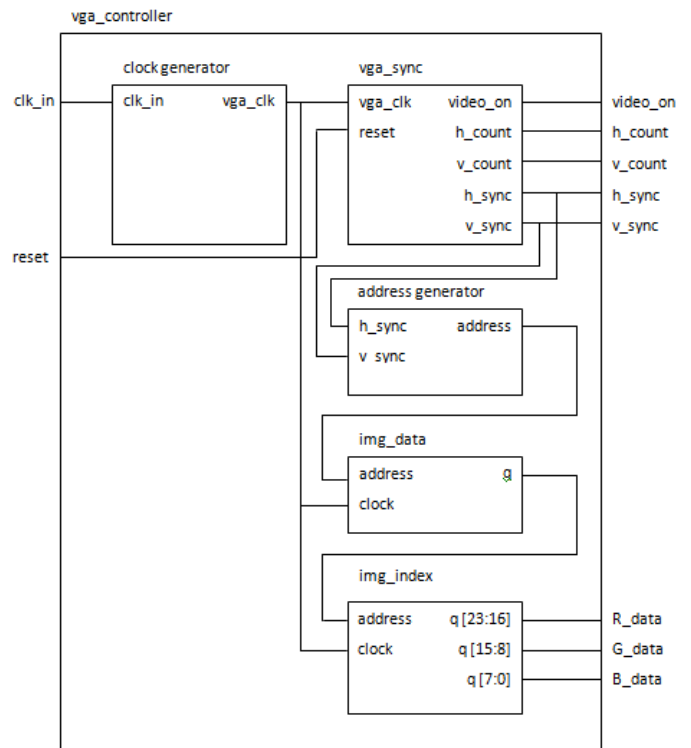 vga_controller
clock generator
vga_sync
clk_in
clk_in vga_clk
vga_clk video_on
video_on
reset h_count
h_count
v_count
v_count
h_sync
h_sync
v_sync
v_sync
reset
address generator
h_sync address
v_sync
img_data
address q
clock
img_index
address q [23:16]
R_data
clock q [15:8]
G_data
q [7:0]
B_data